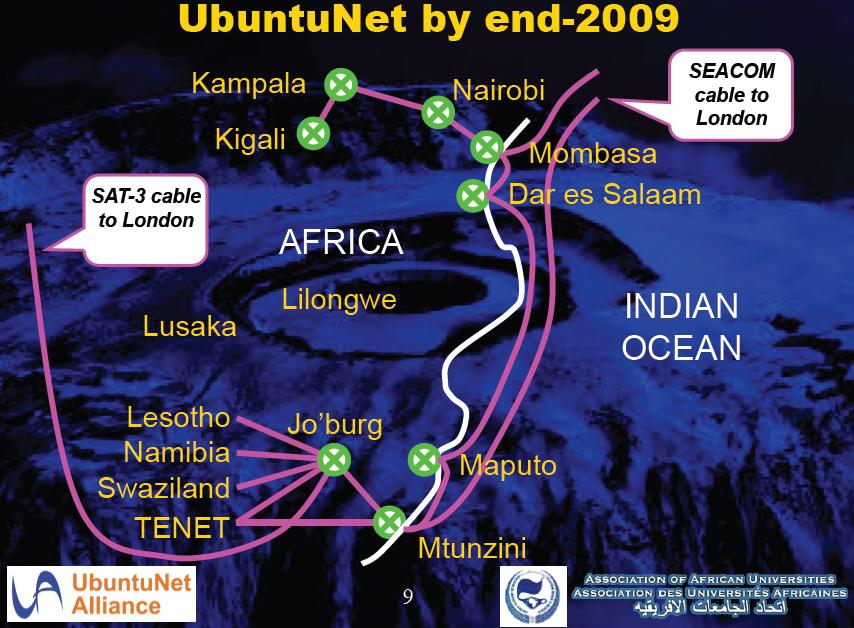 UbuntuNet by end-2009
Kampala
Nairobi
SEACOM
cable to
London
Kigali
Mombasa
SAT-3 cable
to London
Dar es Salaam
AFRICA
Lilongwe
INDIAN
OCEAN
Lusaka
Lesotho
Jo'burg
Namibia
Maputo
Swaziland
TENET
Mtunzini
UbuntuNet
Alliance
9
ASSOCIATION OF AFRICAN UNIVERSITIES
ASSOCIATION DES UNIVERSITÉS AFRICAINES
اتحاد الجامعات الافريقيه